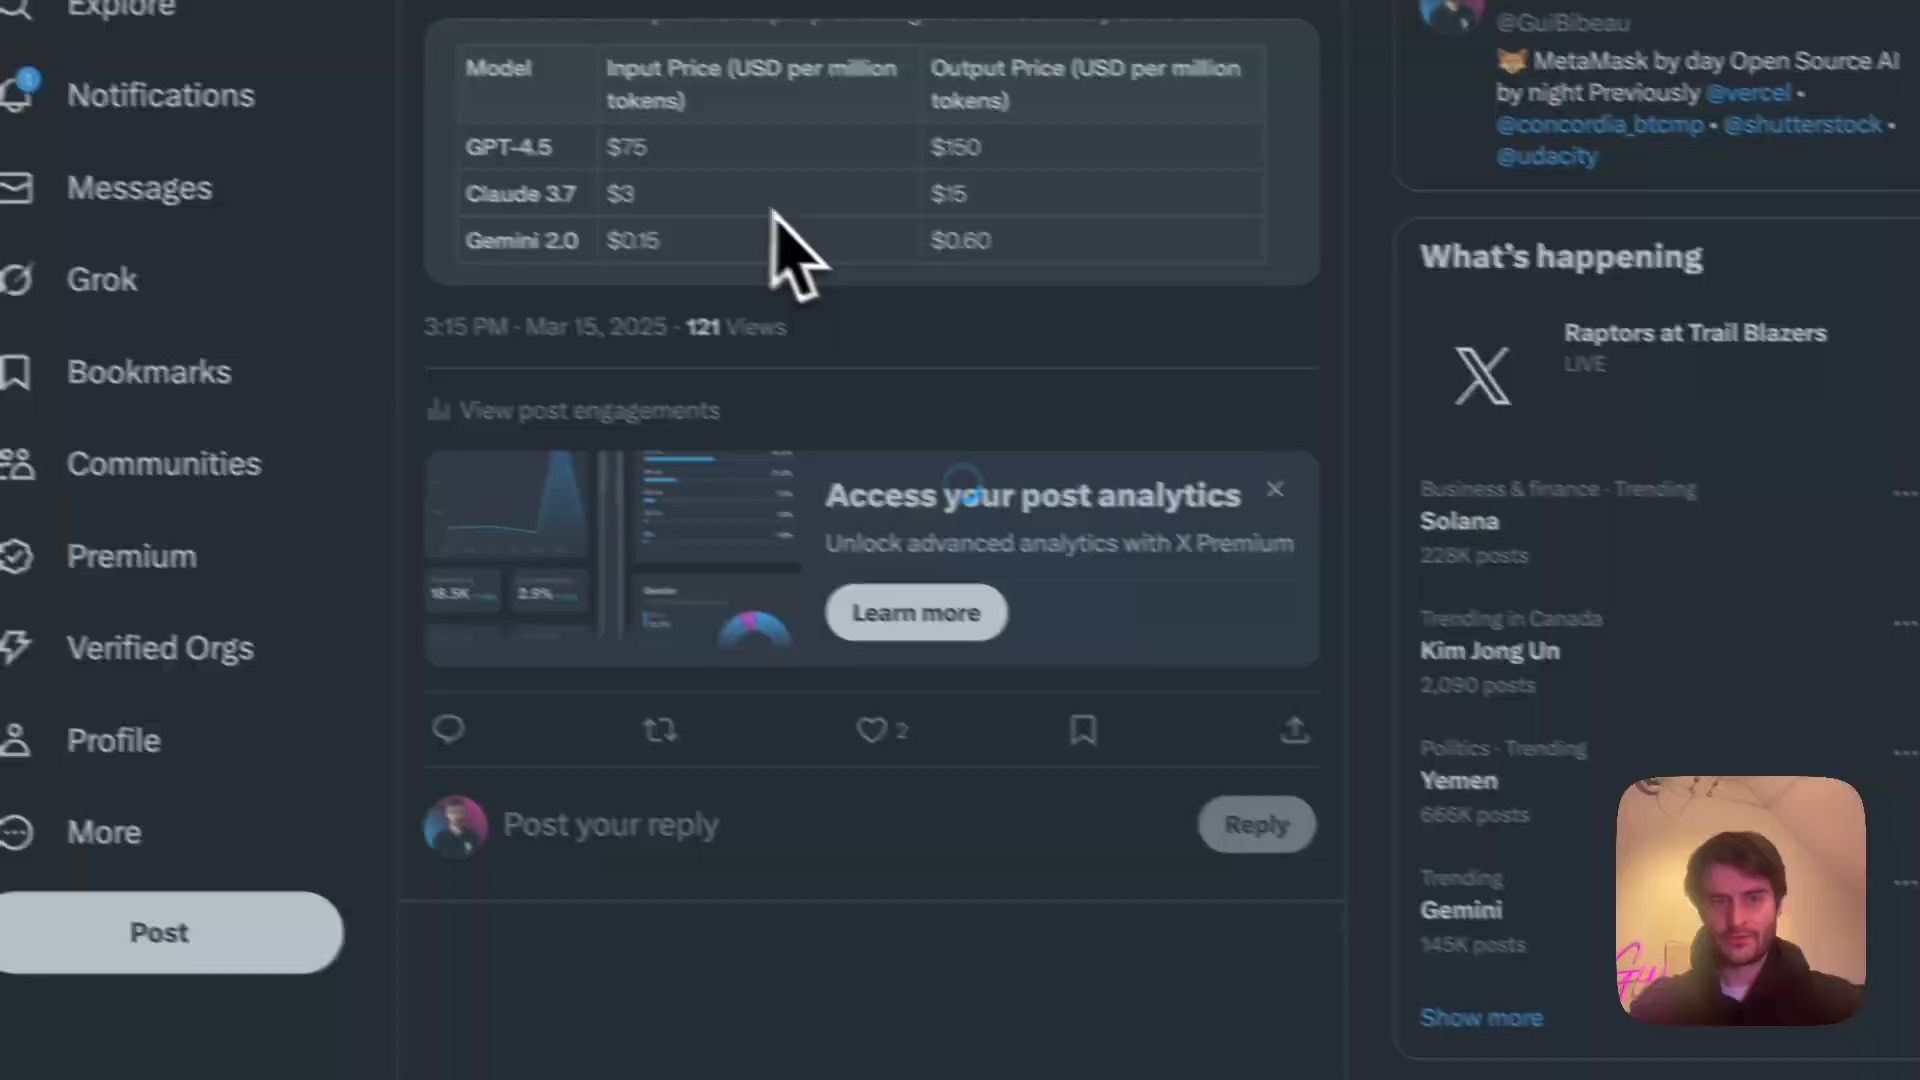 Explore
Notifications
Messages
Grok
Bookmarks
Communities
Premium
Verified Orgs
Profile
More
Post
Model
Input Price (USD per million tokens)
Output Price (USD per million tokens)
GPT-4.5
$75
$150
Claude 3.7
$3
$15
Gemini 2.0
$0.15
$0.60
3:15 PM · Mar 15, 2025 · 121 Views
View post engagements
18.5K
2.9%
Access your post analytics
Unlock advanced analytics with X Premium
Learn more
2
Post your reply
Reply
@GuiBibeau
🦊 MetaMask by day Open Source AI
by night Previously @vercel •
@concordia_btcmp • @shutterstock •
@udacity
What's happening
Raptors at Trail Blazers
LIVE
Business & finance · Trending
Solana
228K posts
Trending in Canada
Kim Jong Un
2,090 posts
Politics · Trending
Yemen
666K posts
Trending
Gemini
145K posts
Show more